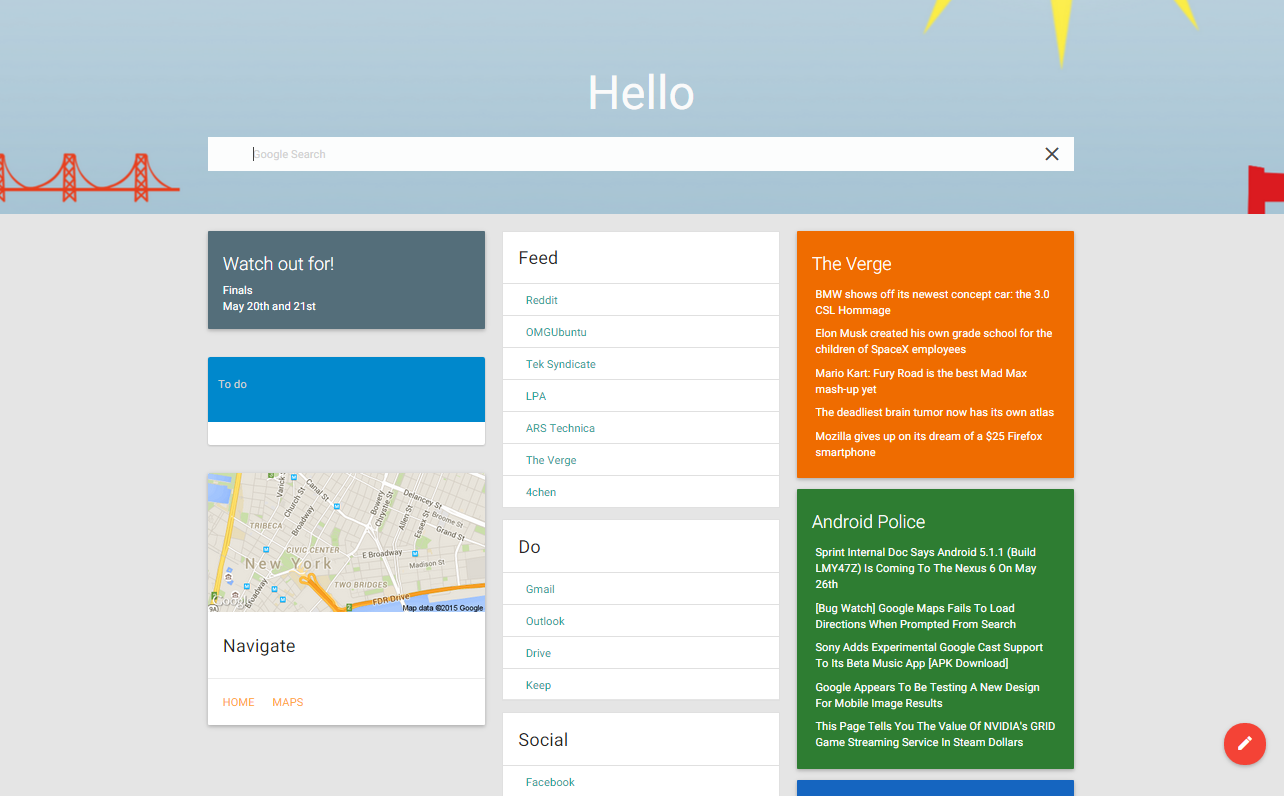 Hello
Google Search
Watch out for!
Finals
May 20th and 21st
To do
Canal St
Church St
Broadway
TRIBECA
CIVIC CENTER
New York
Bowery
Chrystie St
Delancey St
Allen St
Essex St
Broome St
Grand St
E Broadway
Madison St
TWO BRIDGES
Broadway
FDR Drive
9A
Google
Map data ©2015 Google
Navigate
HOME MAPS
Feed
Reddit
OMGUbuntu
Tek Syndicate
LPA
ARS Technica
The Verge
4chen
Do
Gmail
Outlook
Drive
Keep
Social
Facebook
The Verge
BMW shows off its newest concept car: the 3.0
CSL Hommage
Elon Musk created his own grade school for the
children of SpaceX employees
Mario Kart: Fury Road is the best Mad Max
mash-up yet
The deadliest brain tumor now has its own atlas
Mozilla gives up on its dream of a $25 Firefox
smartphone
Android Police
Sprint Internal Doc Says Android 5.1.1 (Build
LMY47Z) Is Coming To The Nexus 6 On May
26th
[Bug Watch] Google Maps Fails To Load
Directions When Prompted From Search
Sony Adds Experimental Google Cast Support
To Its Beta Music App [APK Download]
Google Appears To Be Testing A New Design
For Mobile Image Results
This Page Tells You The Value Of NVIDIA's GRID
Game Streaming Service In Steam Dollars